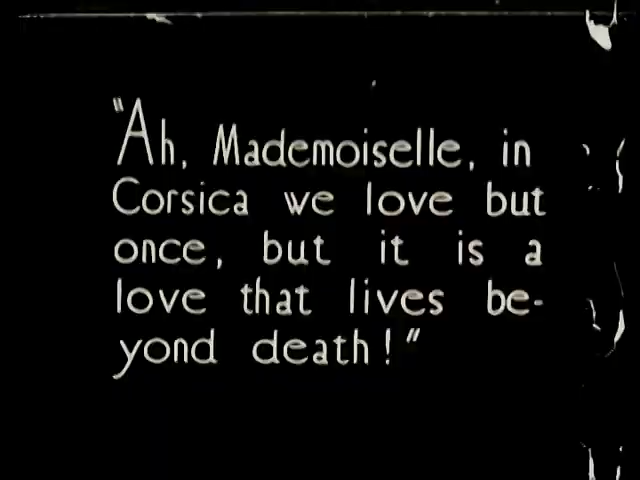 "Ah, Mademoiselle, in
Corsica we love but
once, but it is a
love that lives be-
yond death!"